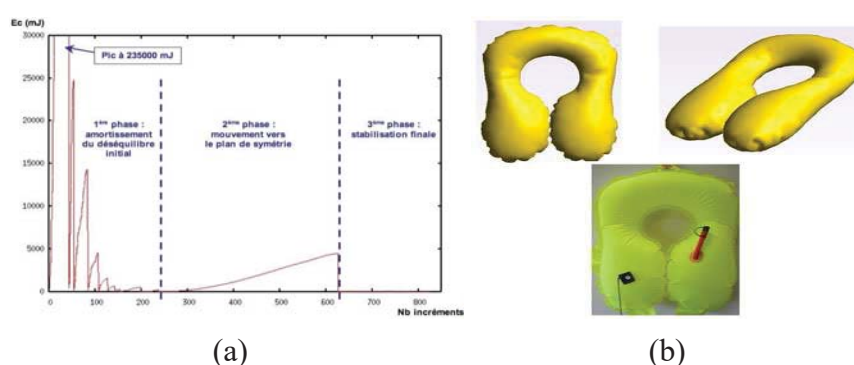 Ec (mJ)
30000
25000
20000
15000
10000
5000
0
Pic à 235000 mJ
1ère phase :
amortissement
du déséquilibre
initial
2ème phase :
mouvement vers
le plan de symétrie
3ème phase :
stabilisation finale
0 100 200 300 400 500 600 700 800
Nb incréments
(a)
(b)